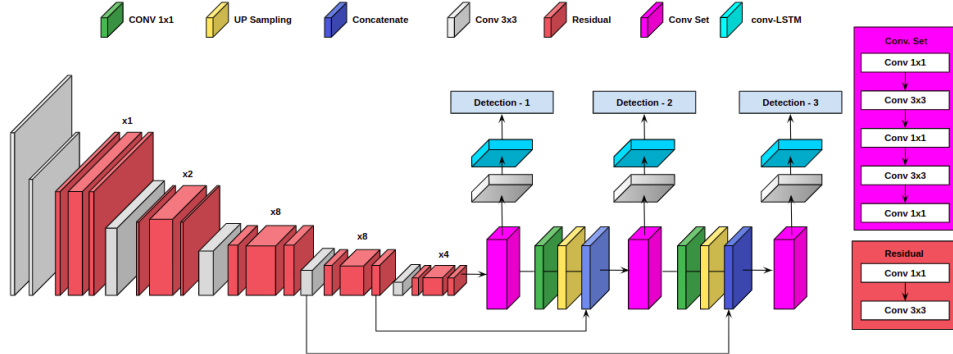 CONV 1x1
UP Sampling
Concatenate
Conv 3x3
Residual
Conv Set
conv-LSTM
x1
x2
x8
x8
x4
Detection - 1
Detection - 2
Detection - 3
Conv. Set
Conv 1x1
Conv 3x3
Conv 1x1
Conv 3x3
Conv 1x1
Residual
Conv 1x1
Conv 3x3